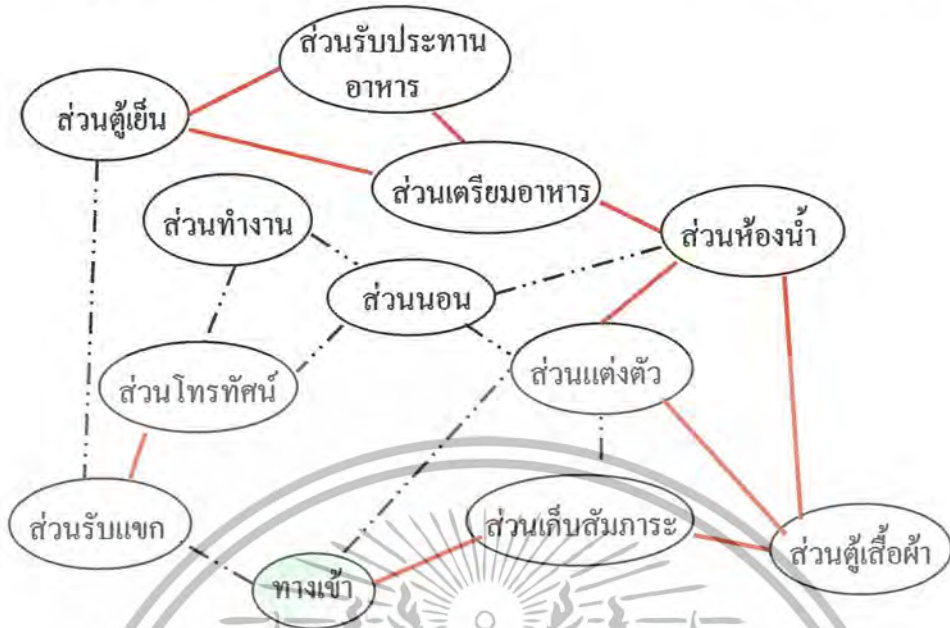 ส่วนรับประทาน
อาหาร
ส่วนตู้เย็น
ส่วนเตรียมอาหาร
ส่วนทำงาน
ส่วนห้องน้ำ
ส่วนนอน
ส่วนโทรทัศน์
ส่วนแต่งตัว
ส่วนรับแขก
ส่วนเก็บสัมภาระ
ส่วนตู้เสื้อผ้า
ทางเข้า